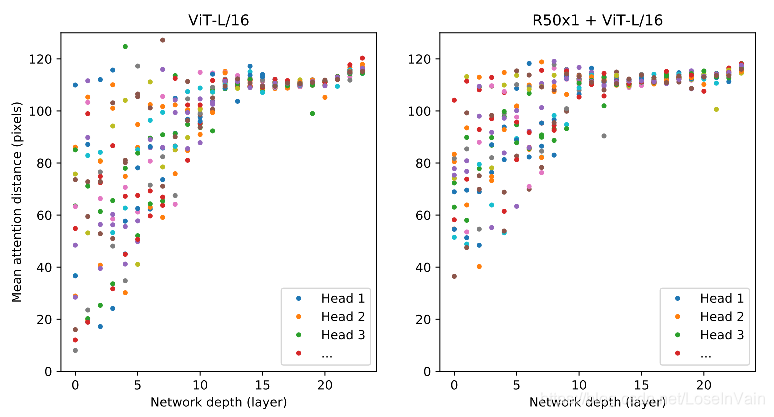 ViT-L/16
R50x1 + ViT-L/16
Mean attention distance (pixels)
120
100
80
60
40
20
0
120
100
80
60
40
20
0
Head 1
Head 2
Head 3
...
Head 1
Head 2
Head 3
...
0 5 10 15 20
0 5 10 15 20
Network depth (layer)
Network depth (layer)